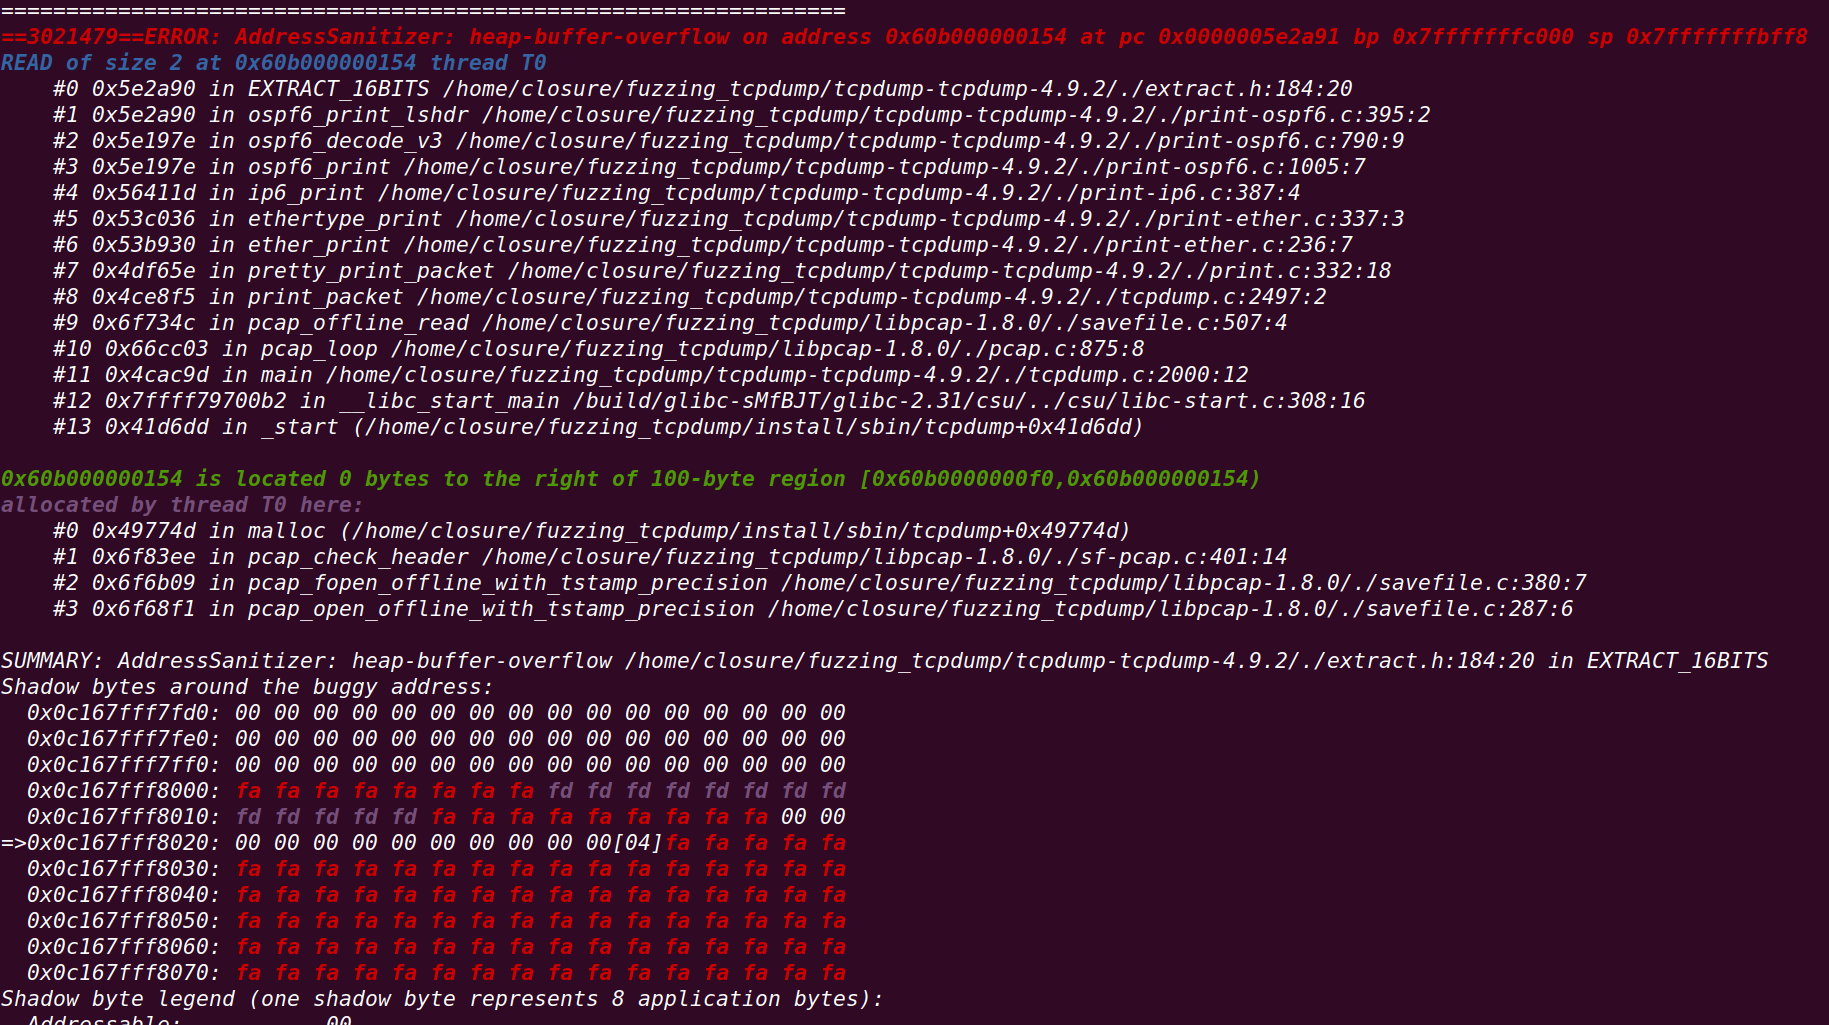 =================================================================
==3021479==ERROR: AddressSanitizer: heap-buffer-overflow on address 0x60b000000154 at pc 0x0000005e2a91 bp 0x7fffffffc000 sp 0x7fffffffbff8
READ of size 2 at 0x60b000000154 thread T0
    #0 0x5e2a90 in EXTRACT_16BITS /home/closure/fuzzing_tcpdump/tcpdump-tcpdump-4.9.2/./extract.h:184:20
    #1 0x5e2a90 in ospf6_print_lshdr /home/closure/fuzzing_tcpdump/tcpdump-tcpdump-4.9.2/./print-ospf6.c:395:2
    #2 0x5e197e in ospf6_decode_v3 /home/closure/fuzzing_tcpdump/tcpdump-tcpdump-4.9.2/./print-ospf6.c:790:9
    #3 0x5e197e in ospf6_print /home/closure/fuzzing_tcpdump/tcpdump-tcpdump-4.9.2/./print-ospf6.c:1005:7
    #4 0x56411d in ip6_print /home/closure/fuzzing_tcpdump/tcpdump-tcpdump-4.9.2/./print-ip6.c:387:4
    #5 0x53c036 in ethertype_print /home/closure/fuzzing_tcpdump/tcpdump-tcpdump-4.9.2/./print-ether.c:337:3
    #6 0x53b930 in ether_print /home/closure/fuzzing_tcpdump/tcpdump-tcpdump-4.9.2/./print-ether.c:236:7
    #7 0x4df65e in pretty_print_packet /home/closure/fuzzing_tcpdump/tcpdump-tcpdump-4.9.2/./print.c:332:18
    #8 0x4ce8f5 in print_packet /home/closure/fuzzing_tcpdump/tcpdump-tcpdump-4.9.2/./tcpdump.c:2497:2
    #9 0x6f734c in pcap_offline_read /home/closure/fuzzing_tcpdump/libpcap-1.8.0/./savefile.c:507:4
    #10 0x66cc03 in pcap_loop /home/closure/fuzzing_tcpdump/libpcap-1.8.0/./pcap.c:875:8
    #11 0x4cac9d in main /home/closure/fuzzing_tcpdump/tcpdump-tcpdump-4.9.2/./tcpdump.c:2000:12
    #12 0x7ffff79700b2 in __libc_start_main /build/glibc-sMfBJT/glibc-2.31/csu/../csu/libc-start.c:308:16
    #13 0x41d6dd in _start (/home/closure/fuzzing_tcpdump/install/sbin/tcpdump+0x41d6dd)

0x60b000000154 is located 0 bytes to the right of 100-byte region [0x60b0000000f0,0x60b000000154)
allocated by thread T0 here:
    #0 0x49774d in malloc (/home/closure/fuzzing_tcpdump/install/sbin/tcpdump+0x49774d)
    #1 0x6f83ee in pcap_check_header /home/closure/fuzzing_tcpdump/libpcap-1.8.0/./sf-pcap.c:401:14
    #2 0x6f6b09 in pcap_fopen_offline_with_tstamp_precision /home/closure/fuzzing_tcpdump/libpcap-1.8.0/./savefile.c:380:7
    #3 0x6f68f1 in pcap_open_offline_with_tstamp_precision /home/closure/fuzzing_tcpdump/libpcap-1.8.0/./savefile.c:287:6

SUMMARY: AddressSanitizer: heap-buffer-overflow /home/closure/fuzzing_tcpdump/tcpdump-tcpdump-4.9.2/./extract.h:184:20 in EXTRACT_16BITS
Shadow bytes around the buggy address:
  0x0c167fff7fd0: 00 00 00 00 00 00 00 00 00 00 00 00 00 00 00 00
  0x0c167fff7fe0: 00 00 00 00 00 00 00 00 00 00 00 00 00 00 00 00
  0x0c167fff7ff0: 00 00 00 00 00 00 00 00 00 00 00 00 00 00 00 00
  0x0c167fff8000: fa fa fa fa fa fa fa fa fd fd fd fd fd fd fd fd
  0x0c167fff8010: fd fd fd fd fd fa fa fa fa fa fa fa fa fa 00 00
=>0x0c167fff8020: 00 00 00 00 00 00 00 00 00 00[04]fa fa fa fa fa
  0x0c167fff8030: fa fa fa fa fa fa fa fa fa fa fa fa fa fa fa fa
  0x0c167fff8040: fa fa fa fa fa fa fa fa fa fa fa fa fa fa fa fa
  0x0c167fff8050: fa fa fa fa fa fa fa fa fa fa fa fa fa fa fa fa
  0x0c167fff8060: fa fa fa fa fa fa fa fa fa fa fa fa fa fa fa fa
  0x0c167fff8070: fa fa fa fa fa fa fa fa fa fa fa fa fa fa fa fa
Shadow byte legend (one shadow byte represents 8 application bytes):
  Addressable:           00